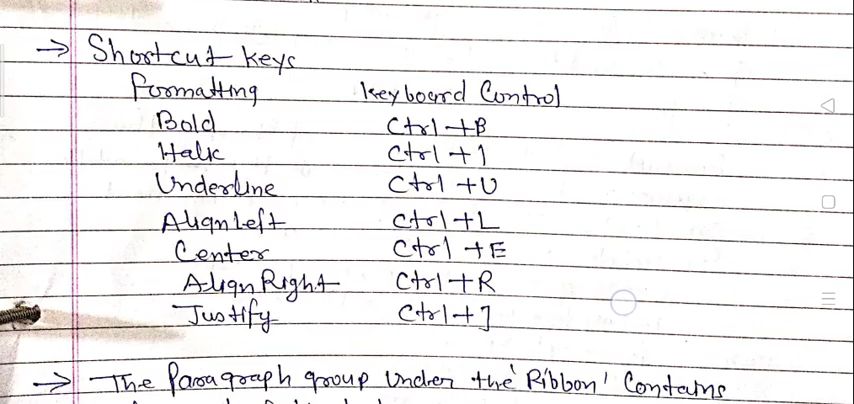 → Shortcut keys
Formatting keyboard Control
Bold Ctrl+B
Italic Ctrl+I
Underline Ctrl+U
Align Left Ctrl+L
Center Ctrl+E
Align Right Ctrl+R
Justify Ctrl+J
→ The Paragraph group under the 'Ribbon' Contains